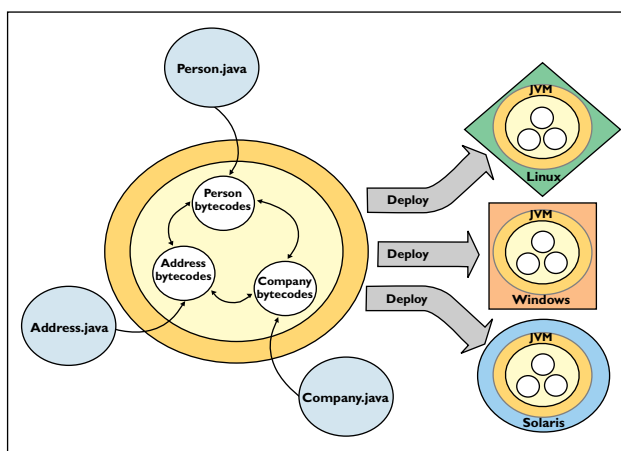 Person.java
Person
bytecodes
Address
bytecodes
Company
bytecodes
Address.java
Company.java
Deploy
Deploy
Deploy
JVM
Linux
JVM
Windows
JVM
Solaris